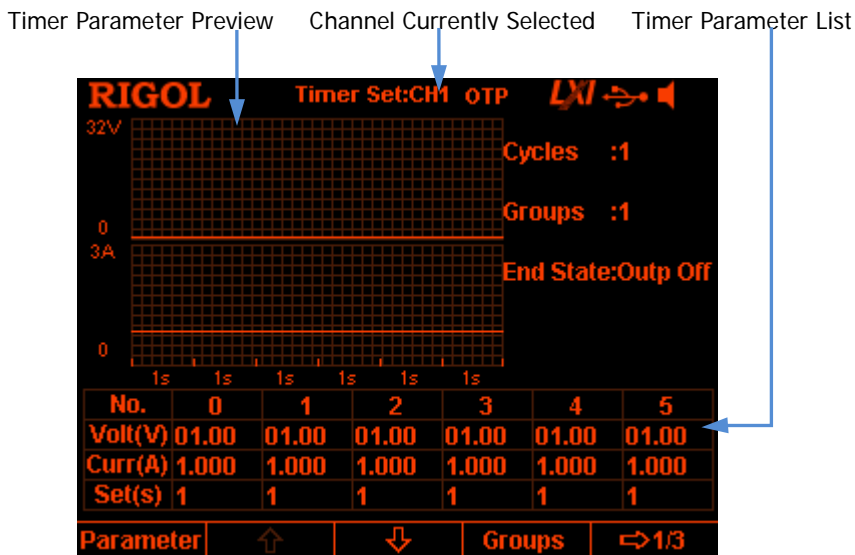 Timer Parameter Preview Channel Currently Selected Timer Parameter List
RIGOL Timer Set:CH1 OTP LXI
32V
Cycles :1
Groups :1
0
3A
End State:Outp Off
0
1s 1s 1s 1s 1s 1s
No. 0 1 2 3 4 5
Volt(V) 01.00 01.00 01.00 01.00 01.00 01.00
Curr(A) 1.000 1.000 1.000 1.000 1.000 1.000
Set(s) 1 1 1 1 1 1
Parameter Groups 1/3